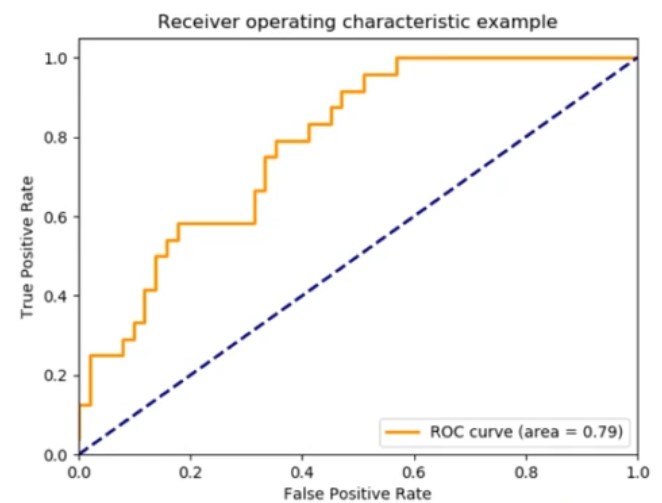 Receiver operating characteristic example
1.0
0.8
0.6
0.4
0.2
0.0
True Positive Rate
ROC curve (area = 0.79)
0.0 0.2 0.4 0.6 0.8 1.0
False Positive Rate